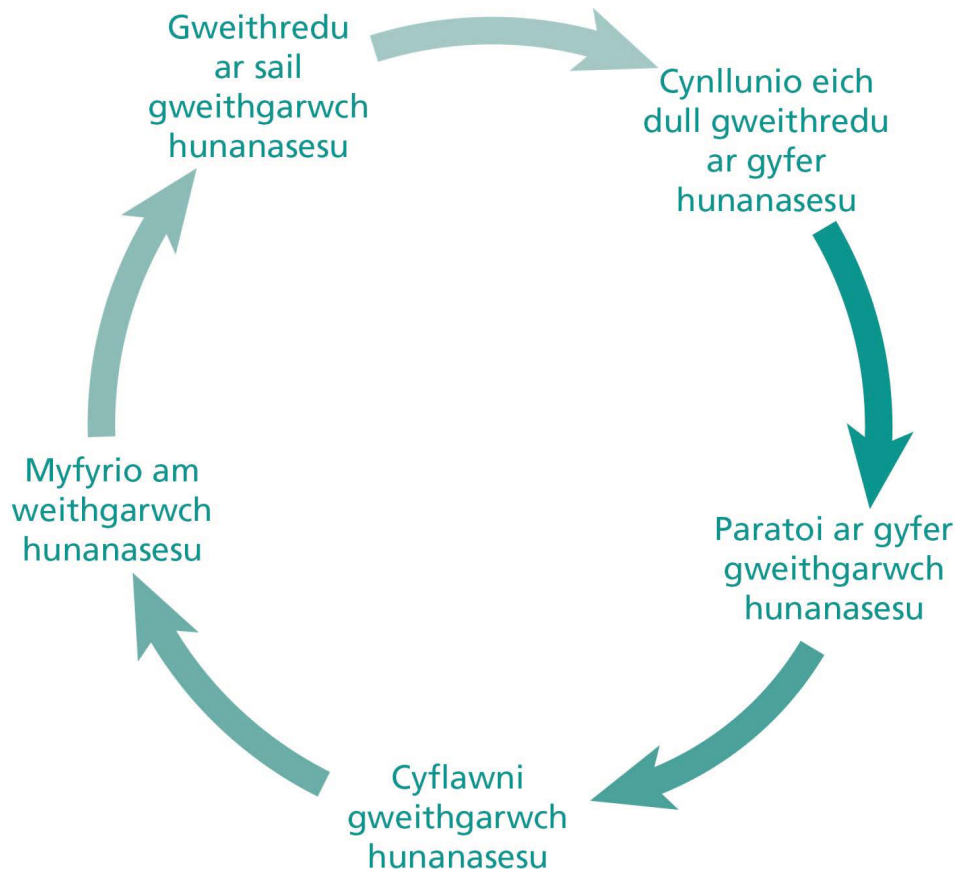 Gweithredu
ar sail
gweithgarwch
hunanasesu
Cynllunio eich
dull gweithredu
ar gyfer
hunanasesu
Paratoi ar gyfer
gweithgarwch
hunanasesu
Cyflawni
gweithgarwch
hunanasesu
Myfyrio am
weithgarwch
hunanasesu